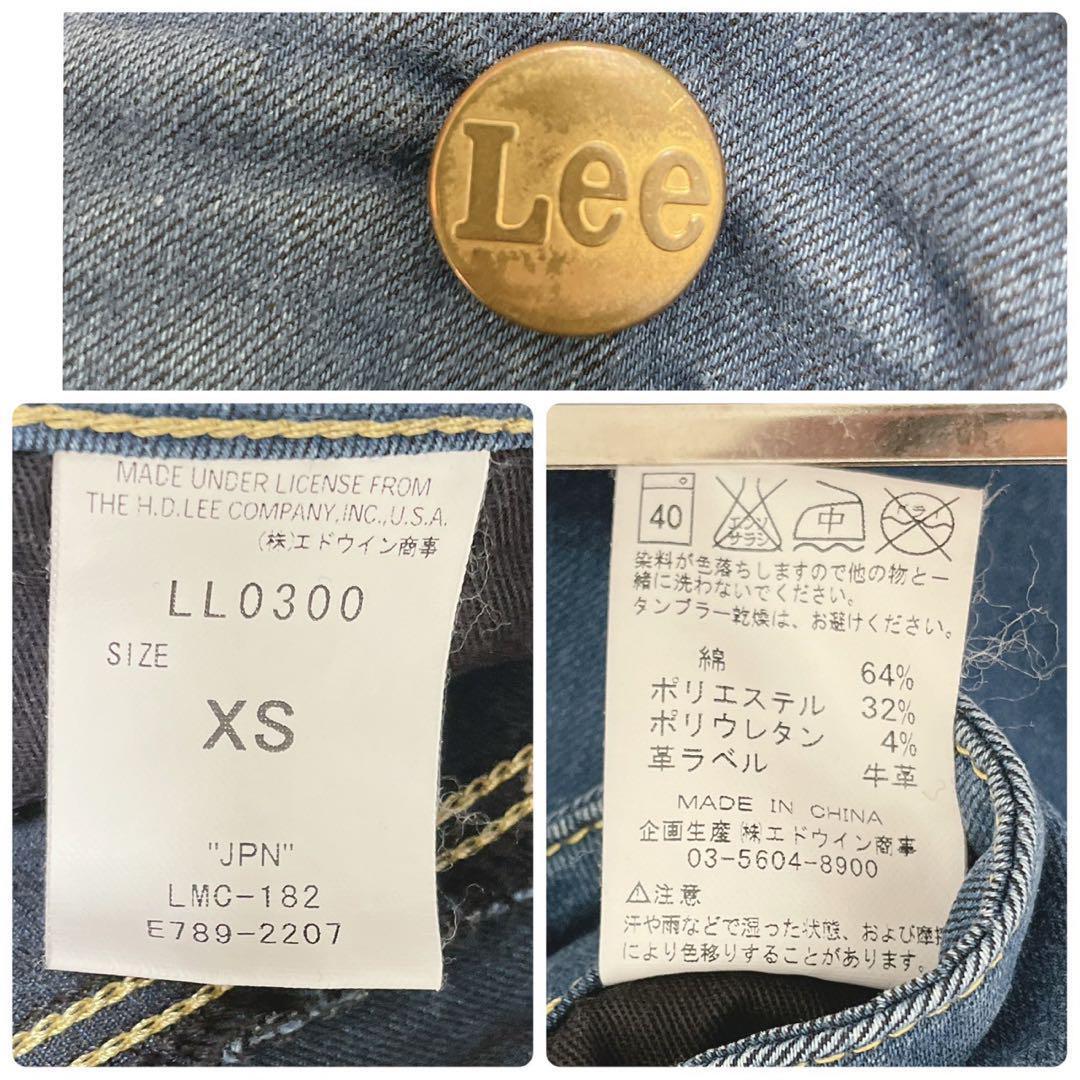 Lee
MADE UNDER LICENSE FROM
THE H.D.LEE COMPANY,INC.,U.S.A.
(株)エドウイン商事
LL0300
SIZE
XS
"JPN"
LMC-182
E789-2207
40
エンソ
サラシ
中
ドライ
染料が色落ちしますので他の物と一
緒に洗わないでください。
タンブラー乾燥は、お避けください。
綿 64%
ポリエステル 32%
ポリウレタン 4%
革ラベル 牛革
MADE IN CHINA
企画生産 (株)エドウイン商事
03-5604-8900
⚠注意
汗や雨などで湿った状態、および摩擦
により色移りすることがあります。